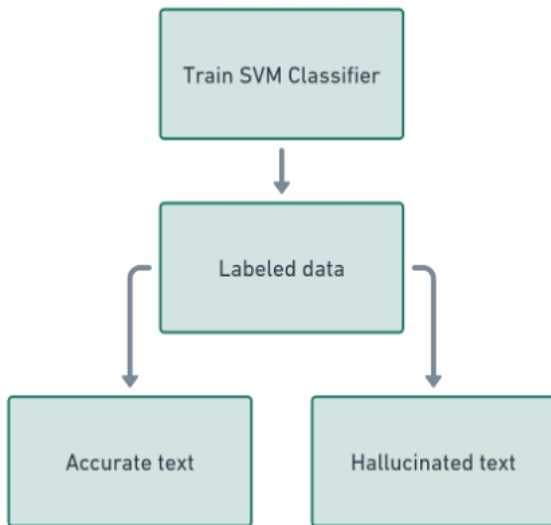 Train SVM Classifier
Labeled data
Accurate text
Hallucinated text